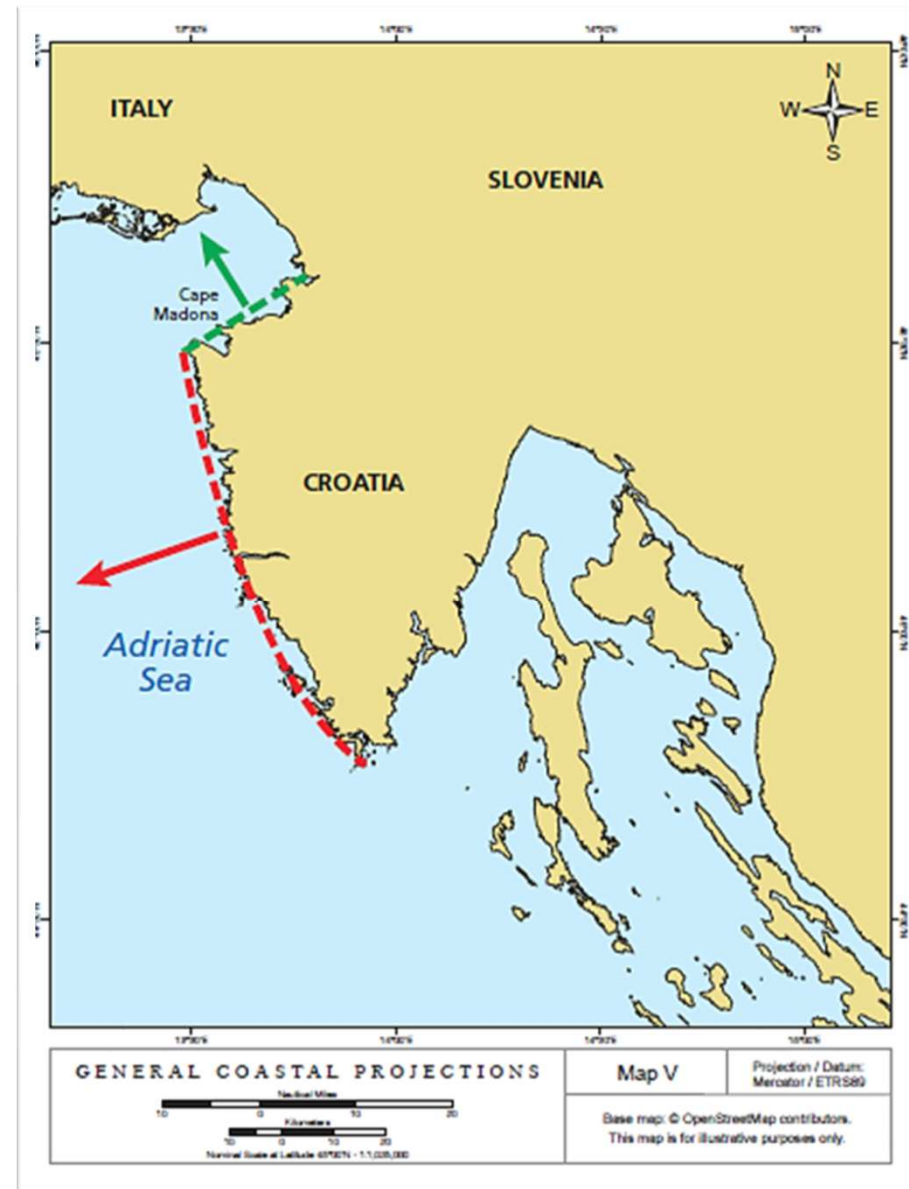 ITALY
N
W E
S
SLOVENIA
Cape
Madona
CROATIA
Adriatic
Sea
GENERAL COASTAL PROJECTIONS
Nautical Miles
10 0 10 20
Kilometers
10 0 10 20
Map V
Projection / Datum:
Mercator / ETRS89
Base map: © OpenStreetMap contributors.
This map is for illustrative purposes only.